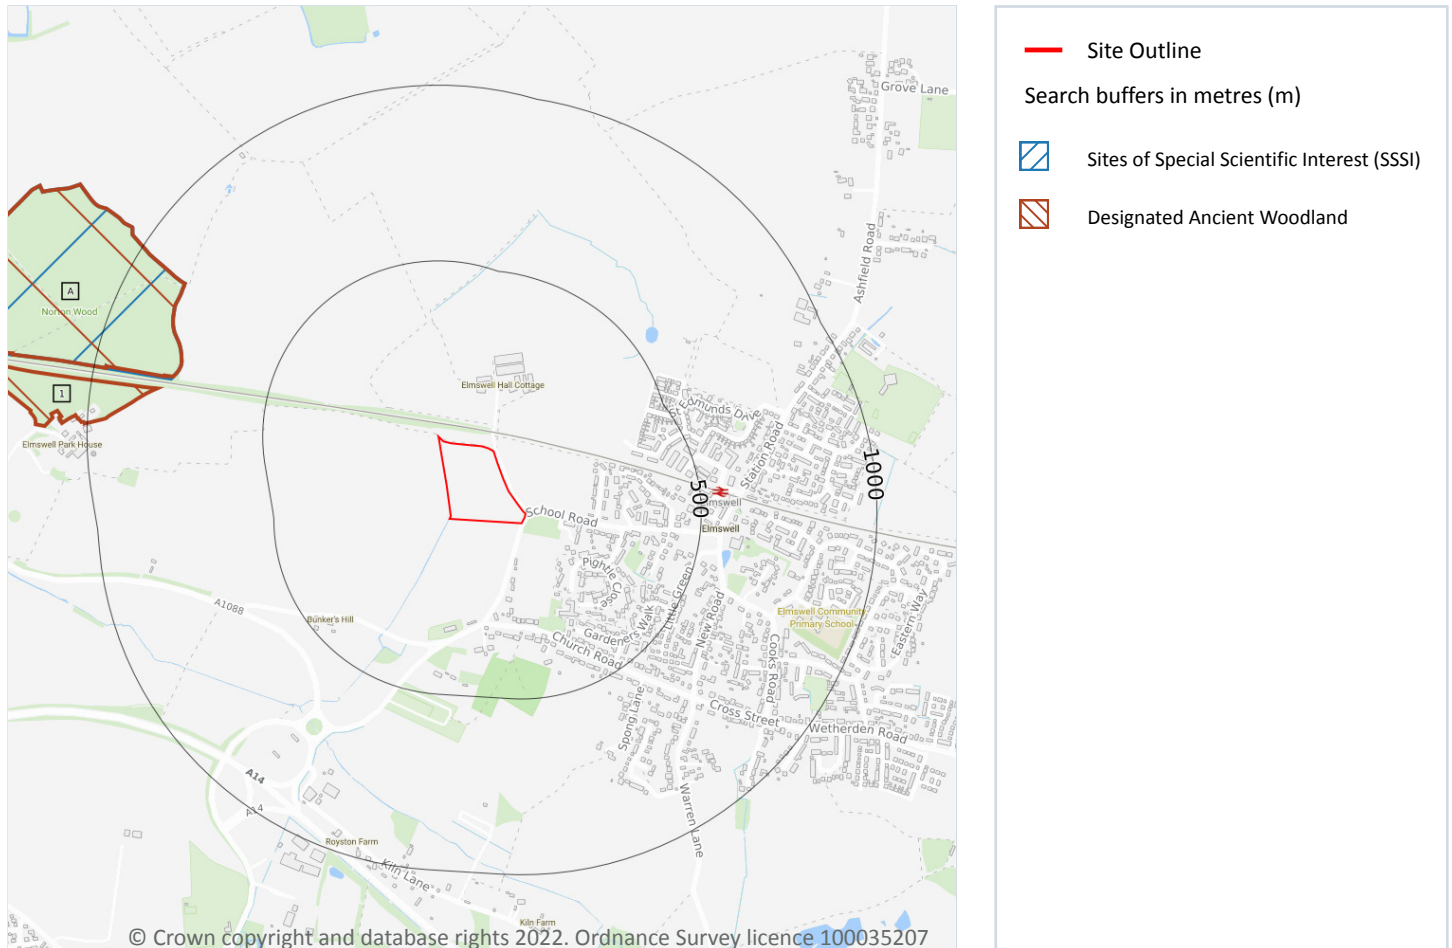 Grove Lane
Ashfield Road
A
Norton Wood
1
Elmswell Park House
Elmswell Hall Cottage
Edmunds Drive
Station Road
1000
500
Elmswell
School Road
Elmswell
Pightle Close
Little Green
New Road
Elmswell Community
Primary School
Eastern Way
A1088
Bunker's Hill
Gardeners Walk
Church Road
Cooks Road
Spong Lane
Cross Street
Wetherden Road
A14
A14
Warren Lane
Royston Farm
Kiln Lane
Kiln Farm
© Crown copyright and database rights 2022. Ordnance Survey licence 100035207
Site Outline
Search buffers in metres (m)
Sites of Special Scientific Interest (SSSI)
Designated Ancient Woodland